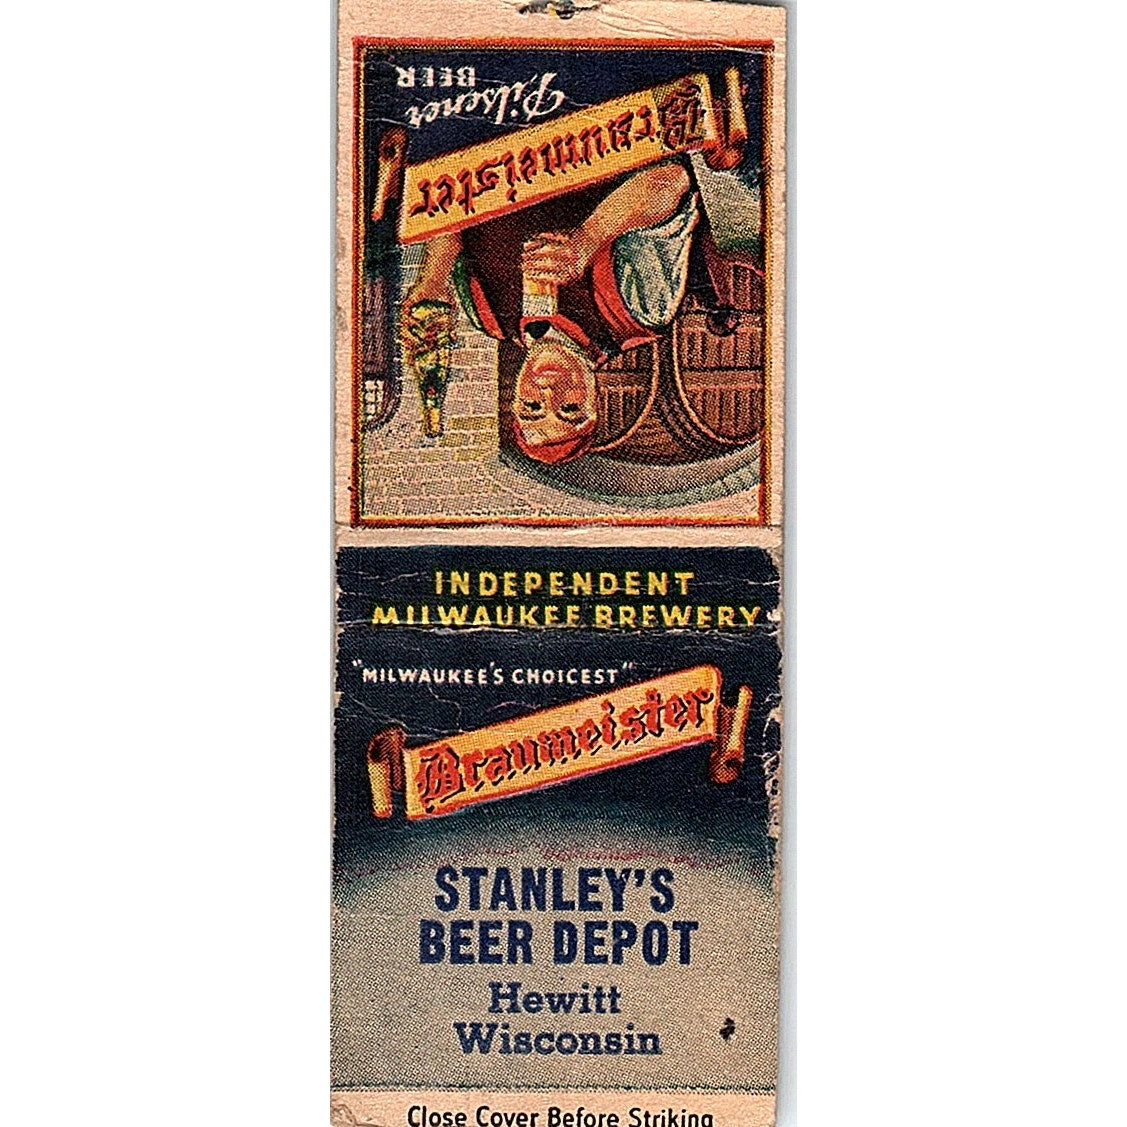 Braumeister
Pilsener
BEER
INDEPENDENT
MILWAUKEE BREWERY
"MILWAUKEE'S CHOICEST"
Braumeister
STANLEY'S
BEER DEPOT
Hewitt
Wisconsin
Close Cover Before Striking